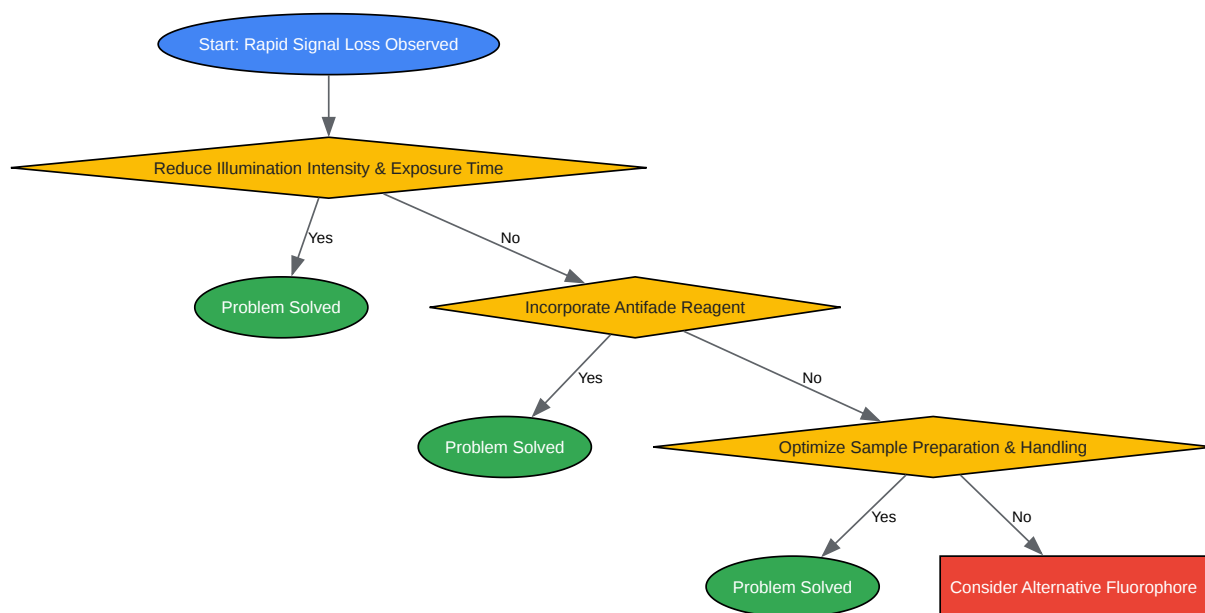 Start: Rapid Signal Loss Observed
Reduce Illumination Intensity & Exposure Time
Yes
No
Problem Solved
Incorporate Antifade Reagent
Yes
No
Problem Solved
Optimize Sample Preparation & Handling
Yes
No
Problem Solved
Consider Alternative Fluorophore